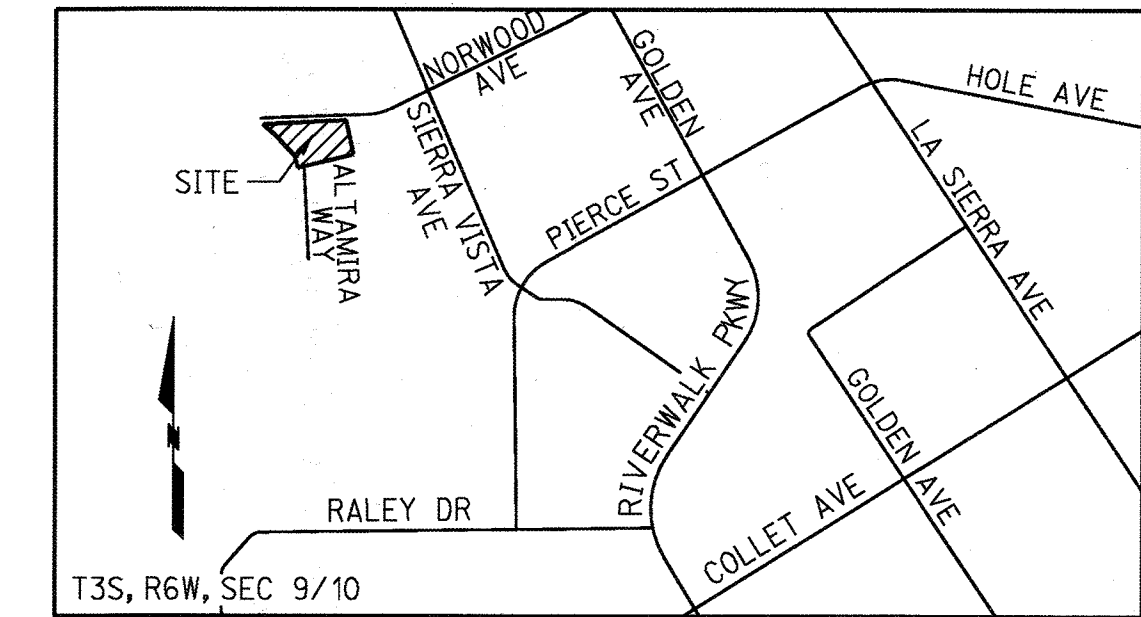 NORWOOD
AVE
GOLDEN
AVE
HOLE AVE
SITE
ALTAMIRA
WAY
SIERRA VISTA
AVE
PIERCE ST
LA SIERRA AVE
RIVERWALK PKWY
GOLDEN AVE
COLLET AVE
RALEY DR
N
T3S, R6W, SEC 9/10